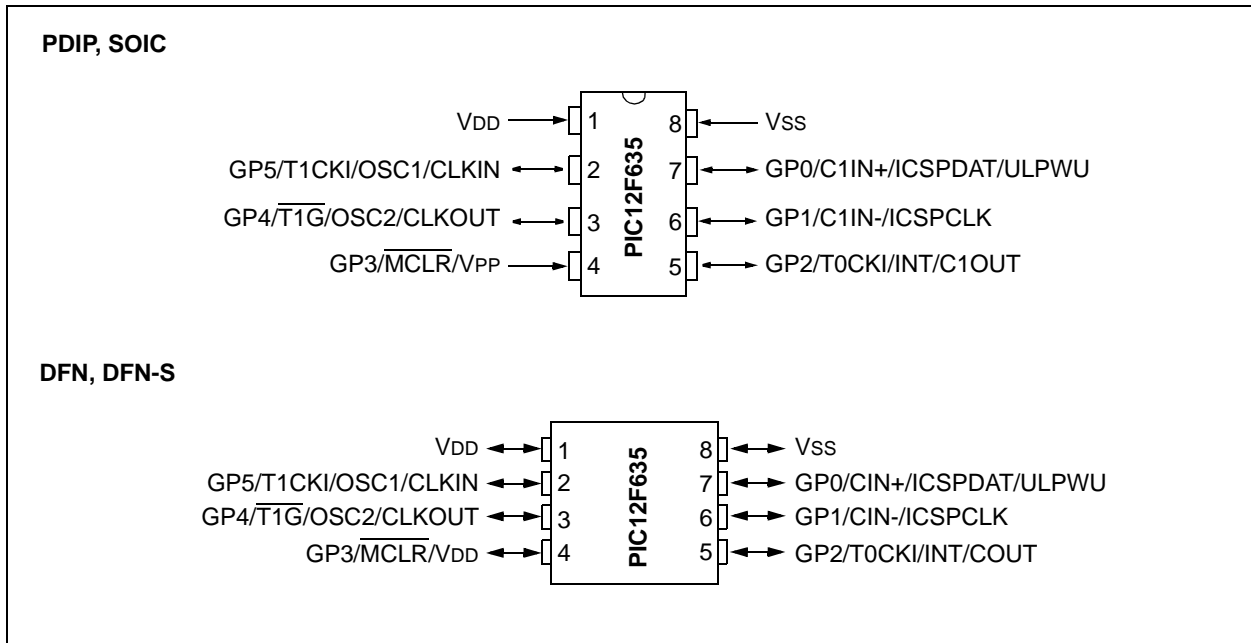 PDIP, SOIC
VDD 1 8 VSS
GP5/T1CKI/OSC1/CLKIN 2 7 GP0/C1IN+/ICSPDAT/ULPWU
GP4/T1G/OSC2/CLKOUT 3 6 GP1/C1IN-/ICSPCLK
GP3/MCLR/VPP 4 5 GP2/T0CKI/INT/C1OUT
PIC12F635
DFN, DFN-S
VDD 1 8 VSS
GP5/T1CKI/OSC1/CLKIN 2 7 GP0/CIN+/ICSPDAT/ULPWU
GP4/T1G/OSC2/CLKOUT 3 6 GP1/CIN-/ICSPCLK
GP3/MCLR/VDD 4 5 GP2/T0CKI/INT/COUT
PIC12F635